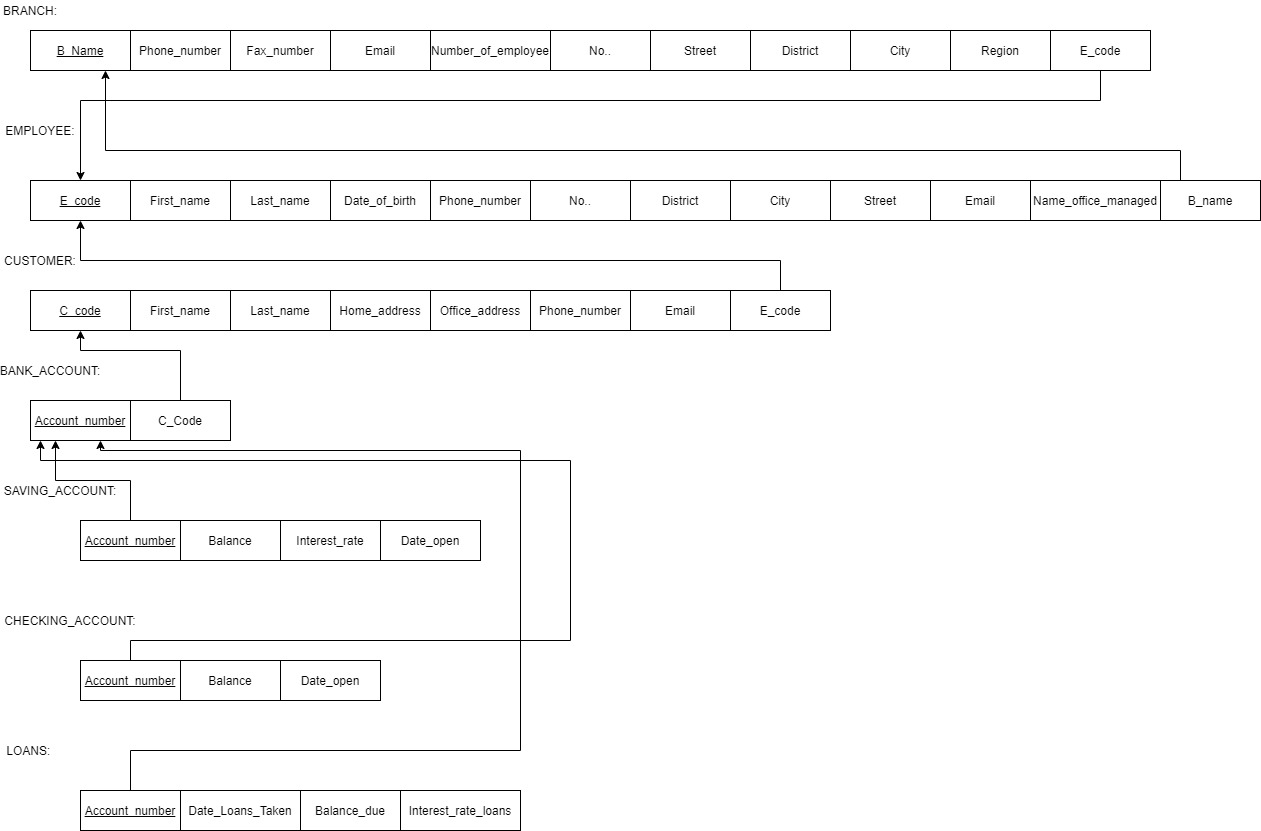 BRANCH:
B_Name Phone_number Fax_number Email Number_of_employee No.. Street District City Region E_code
EMPLOYEE:
E_code First_name Last_name Date_of_birth Phone_number No.. District City Street Email Name_office_managed B_name
CUSTOMER:
C_code First_name Last_name Home_address Office_address Phone_number Email E_code
BANK_ACCOUNT:
Account_number C_Code
SAVING_ACCOUNT:
Account_number Balance Interest_rate Date_open
CHECKING_ACCOUNT:
Account_number Balance Date_open
LOANS:
Account_number Date_Loans_Taken Balance_due Interest_rate_loans